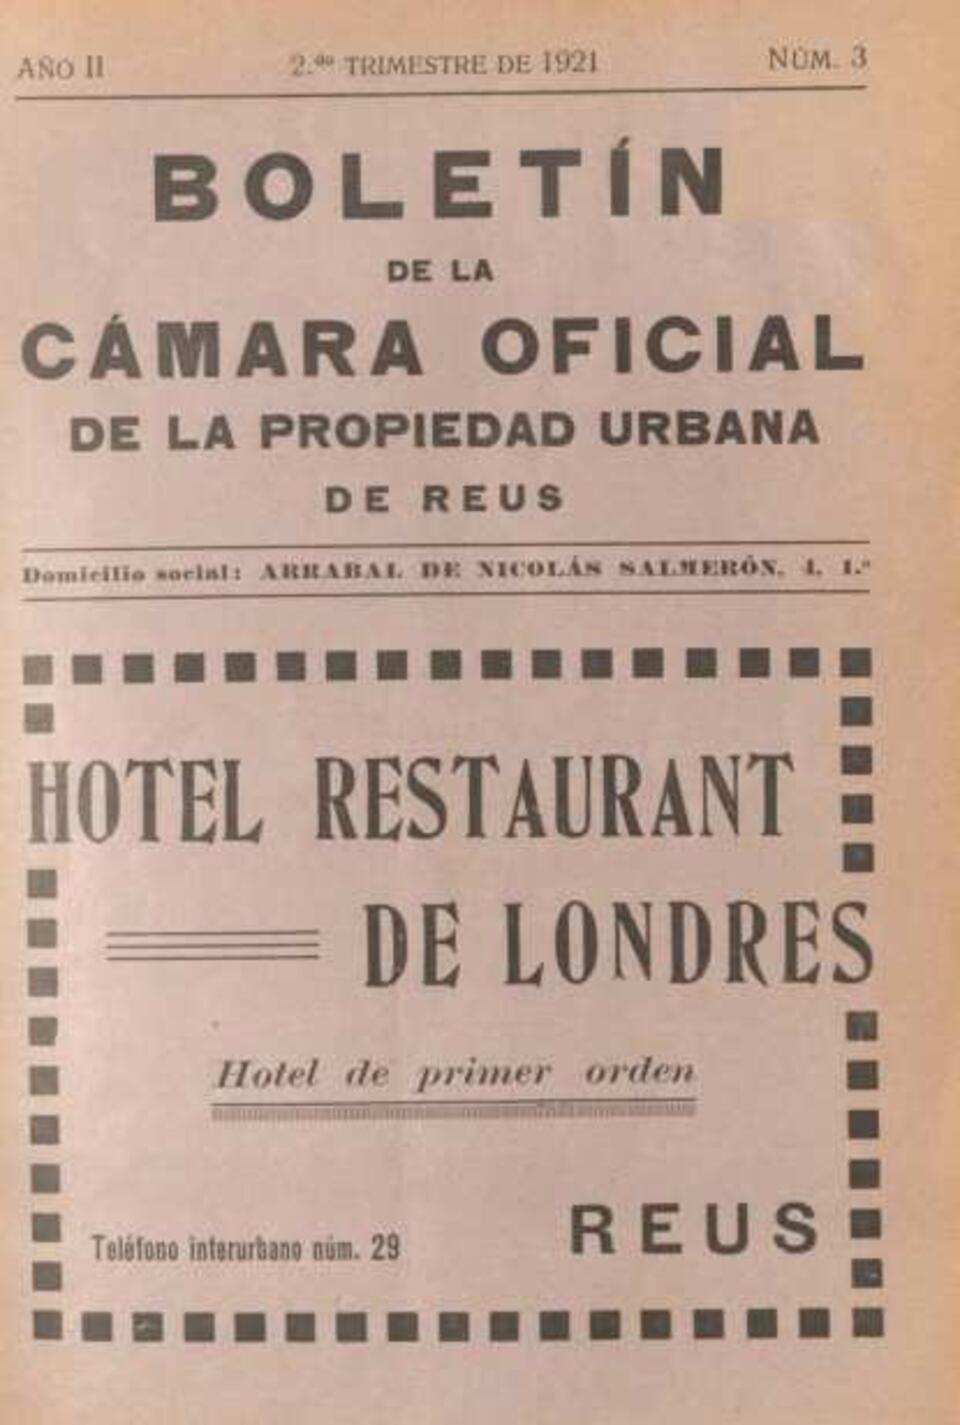 AÑO II 2.do TRIMESTRE DE 1921 NÚM. 3
BOLETÍN
DE LA
CÁMARA OFICIAL
DE LA PROPIEDAD URBANA
DE REUS
Domicilio social: ARRABAL DE NICOLÁS SALMERÓN, 4, 1.º
HOTEL RESTAURANT
DE LONDRES
Hotel de primer orden
REUS
Teléfono interurbano núm. 29